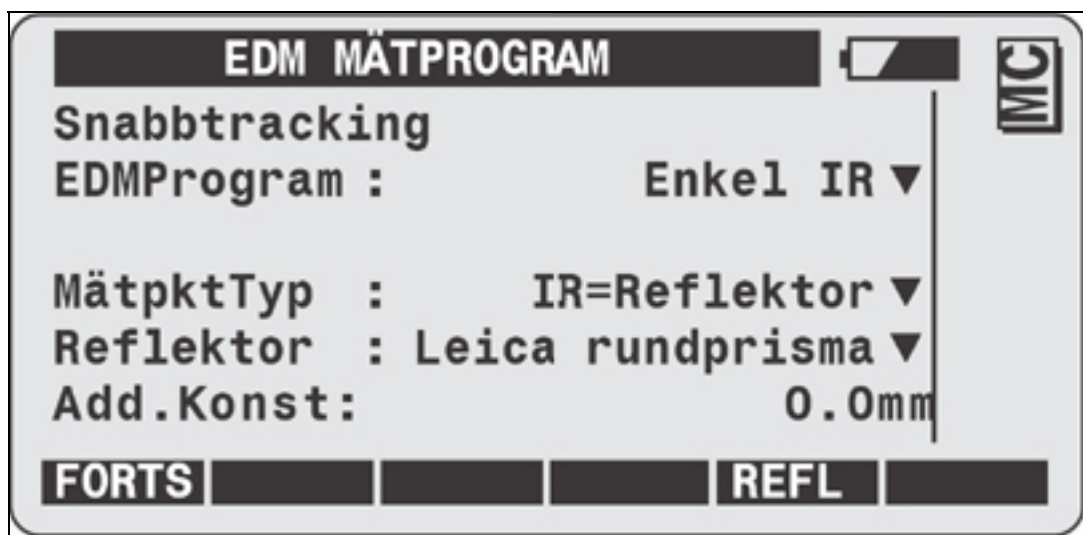 EDM MÄTPROGRAM
MC
Snabbtracking
EDMProgram : Enkel IR▼
MätpktTyp : IR=Reflektor▼
Reflektor : Leica rundprisma▼
Add.Konst: 0.0mm
FORTS REFL